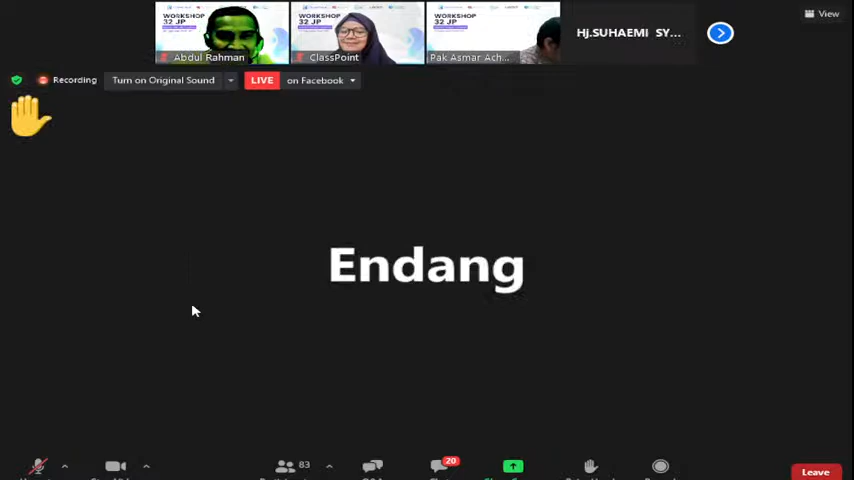 WORKSHOP
32 JP
Abdul Rahman
WORKSHOP
32 JP
ClassPoint
WORKSHOP
32 JP
Pak Asmar Ach...
HJ.SUHAEMI SY...
View
Recording
Turn on Original Sound
LIVE
on Facebook
Endang
83
20
Leave